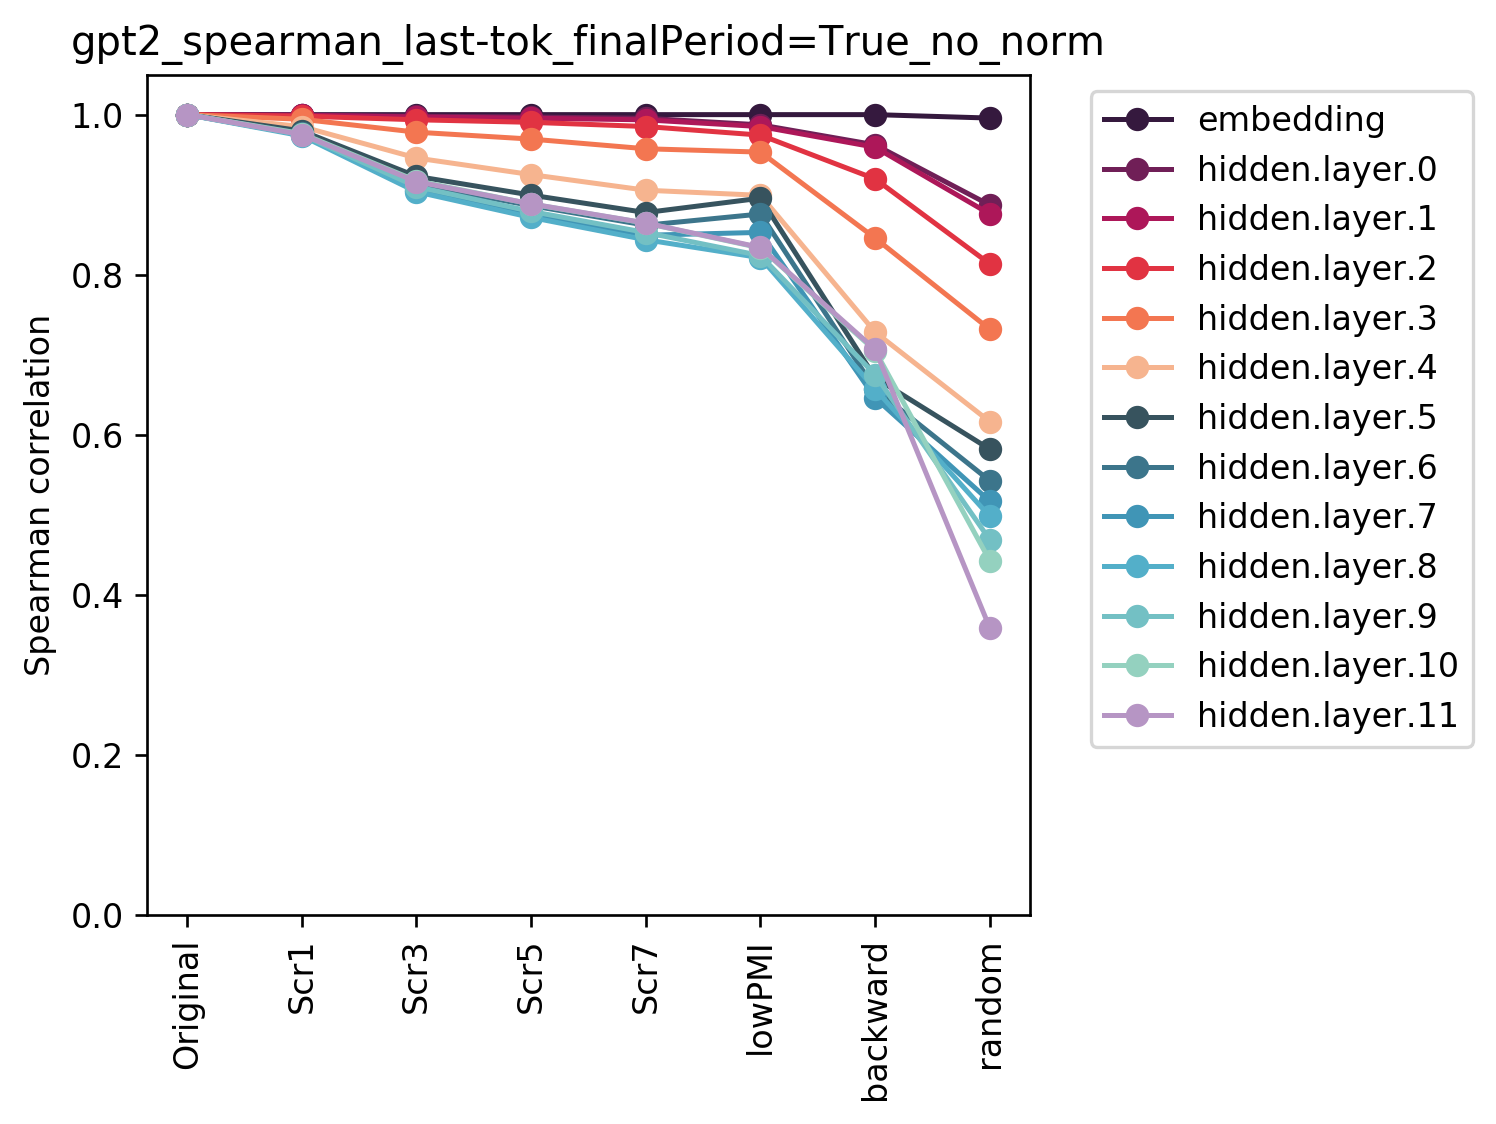 gpt2_spearman_last-tok_finalPeriod=True_no_norm
Spearman correlation
1.0
0.8
0.6
0.4
0.2
0.0
Original
Scr1
Scr3
Scr5
Scr7
lowPMI
backward
random
embedding
hidden.layer.0
hidden.layer.1
hidden.layer.2
hidden.layer.3
hidden.layer.4
hidden.layer.5
hidden.layer.6
hidden.layer.7
hidden.layer.8
hidden.layer.9
hidden.layer.10
hidden.layer.11